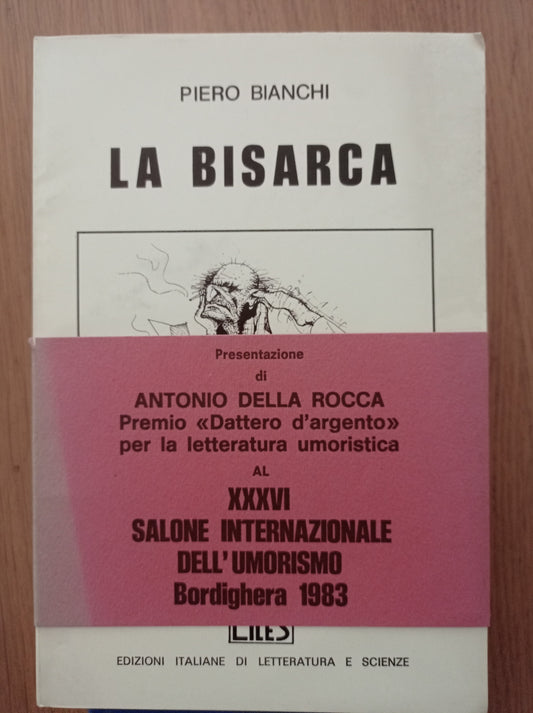 PIERO BIANCHI
LA BISARCA
Presentazione
di
ANTONIO DELLA ROCCA
Premio «Dattero d'argento»
per la letteratura umoristica
AL
XXXVI
SALONE INTERNAZIONALE
DELL'UMORISMO
Bordighera 1983
EILES
EDIZIONI ITALIANE DI LETTERATURA E SCIENZE